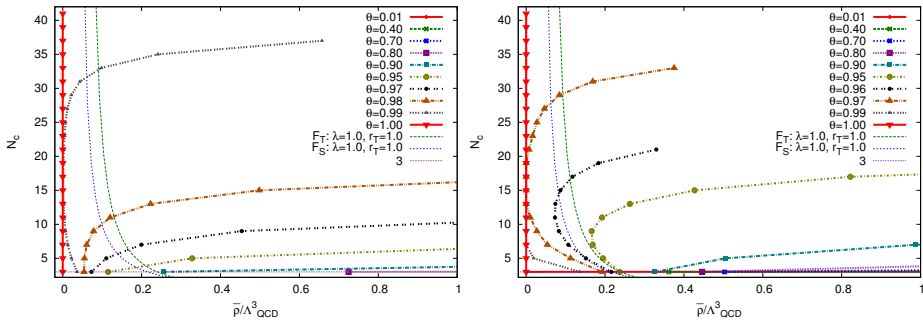 40
35
30
25
20
15
10
5
N_c
0
0.2
0.4
0.6
0.8
1
ρ̅/Λ³_QCD
θ=0.01
θ=0.40
θ=0.70
θ=0.80
θ=0.90
θ=0.95
θ=0.97
θ=0.98
θ=0.99
θ=1.00
F_T: λ=1.0, r_T=1.0
F_S: λ=1.0, r_T=1.0
3
40
35
30
25
20
15
10
5
N_c
0
0.2
0.4
0.6
0.8
1
ρ̅/Λ³_QCD
θ=0.01
θ=0.40
θ=0.70
θ=0.80
θ=0.90
θ=0.95
θ=0.96
θ=0.97
θ=0.99
θ=1.00
F_T: λ=1.0, r_T=1.0
F_S: λ=1.0, r_T=1.0
3